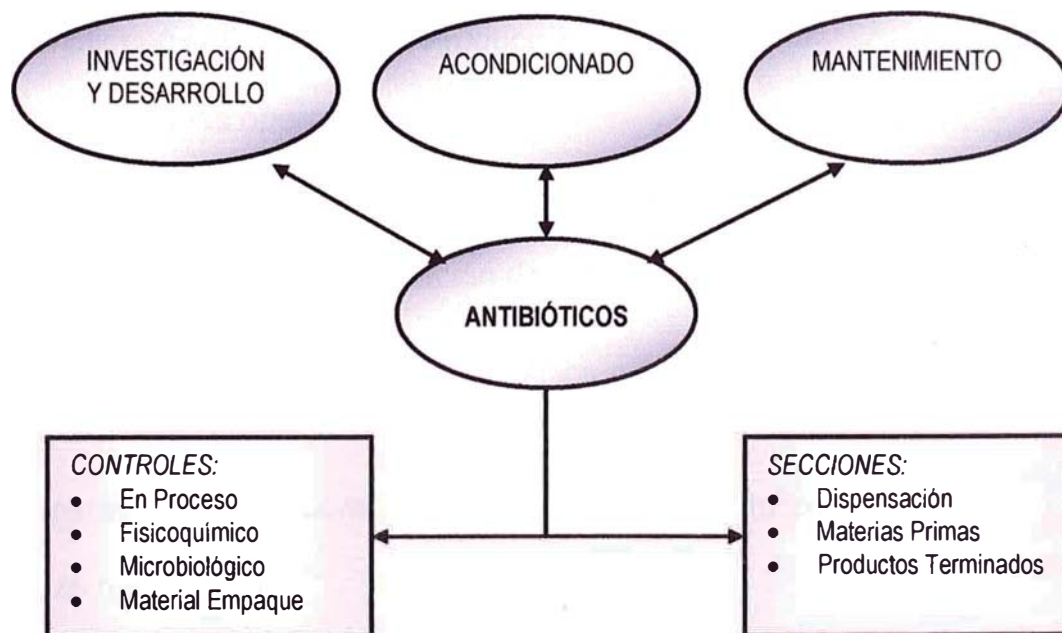 INVESTIGACIÓN
Y DESARROLLO
ACONDICIONADO
MANTENIMIENTO
ANTIBIÓTICOS
CONTROLES:
• En Proceso
• Fisicoquímico
• Microbiológico
• Material Empaque
SECCIONES:
• Dispensación
• Materias Primas
• Productos Terminados